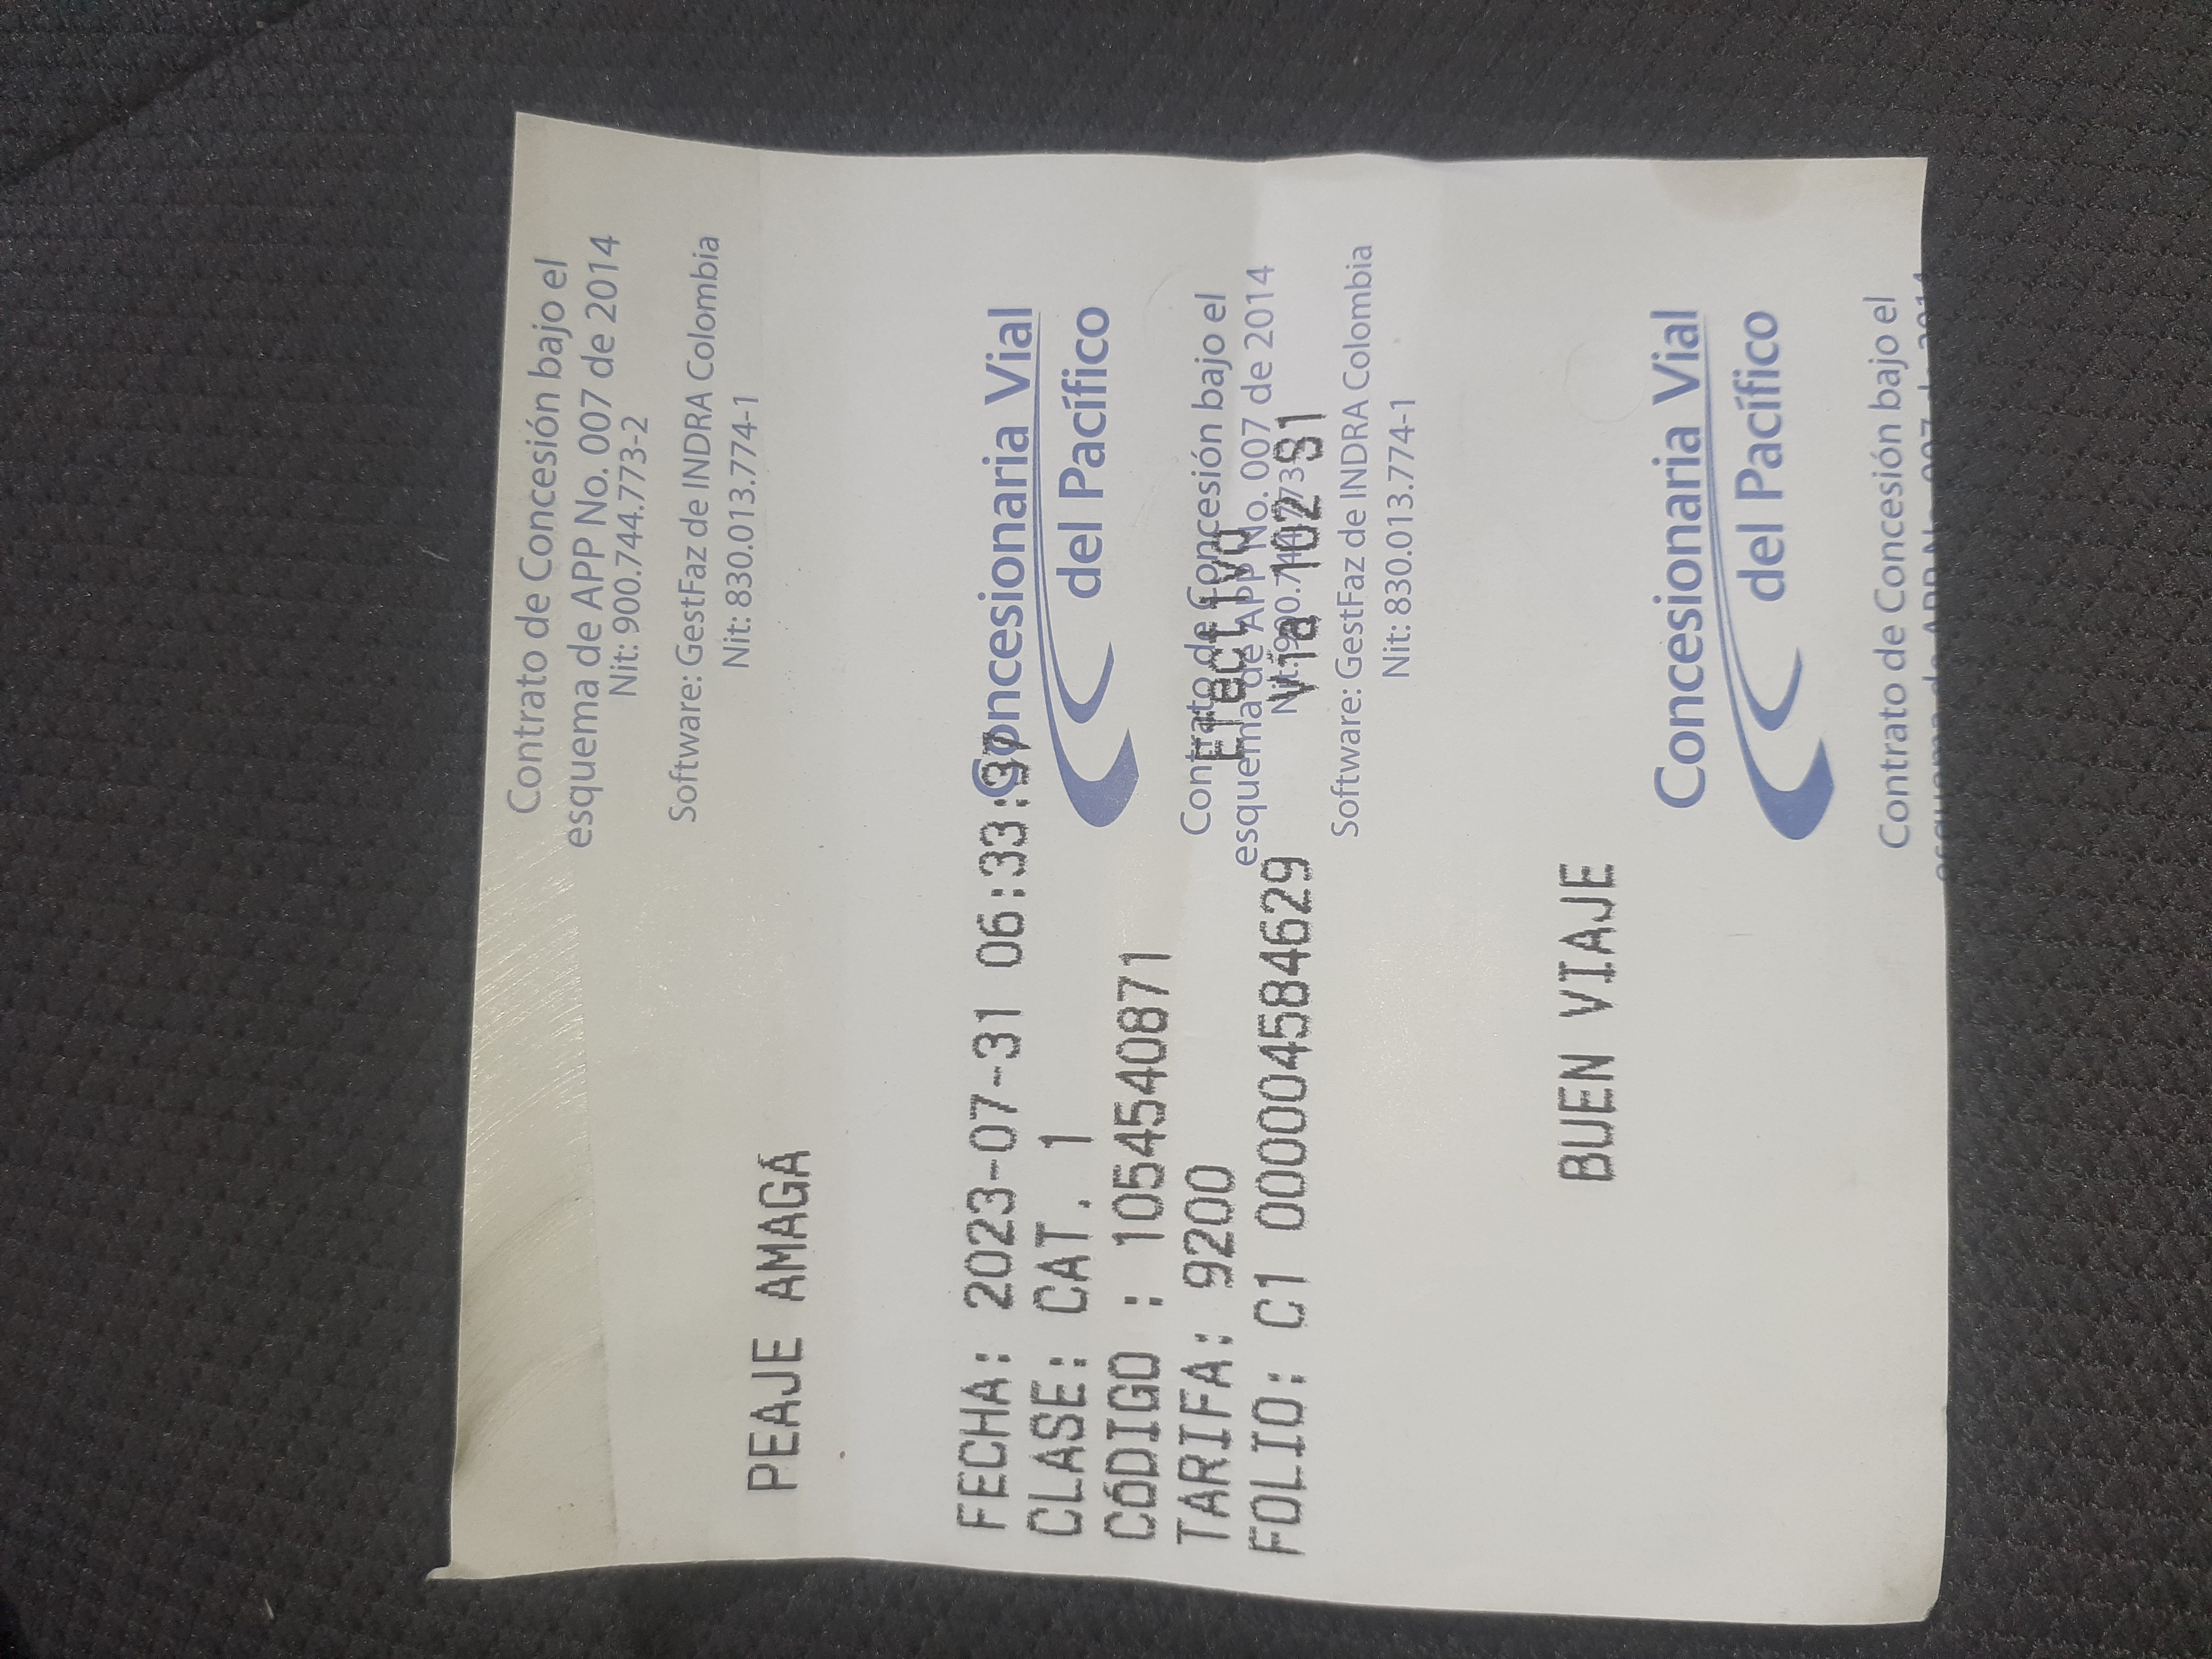 Contrato de Concesión bajo el
esquema de APP No. 007 de 2014
Nit: 900.744.773-2
Software: GestFaz de INDRA Colombia
Nit: 830.013.774-1
PEAJE AMAGÁ
Concesionaria Vial
del Pacífico
FECHA: 2023-07-31 06:33:
CLASE: CAT. 1
CÓDIGO : 1054540871
TARIFA: 9200 Efectivo
FOLIO: C1 000004584629 Vía 102 S1
Contrato de Concesión bajo el
esquema de APP No. 007 de 2014
Software: GestFaz de INDRA Colombia
Nit: 830.013.774-1
BUEN VIAJE
Concesionaria Vial
del Pacífico
Contrato de Concesión bajo el